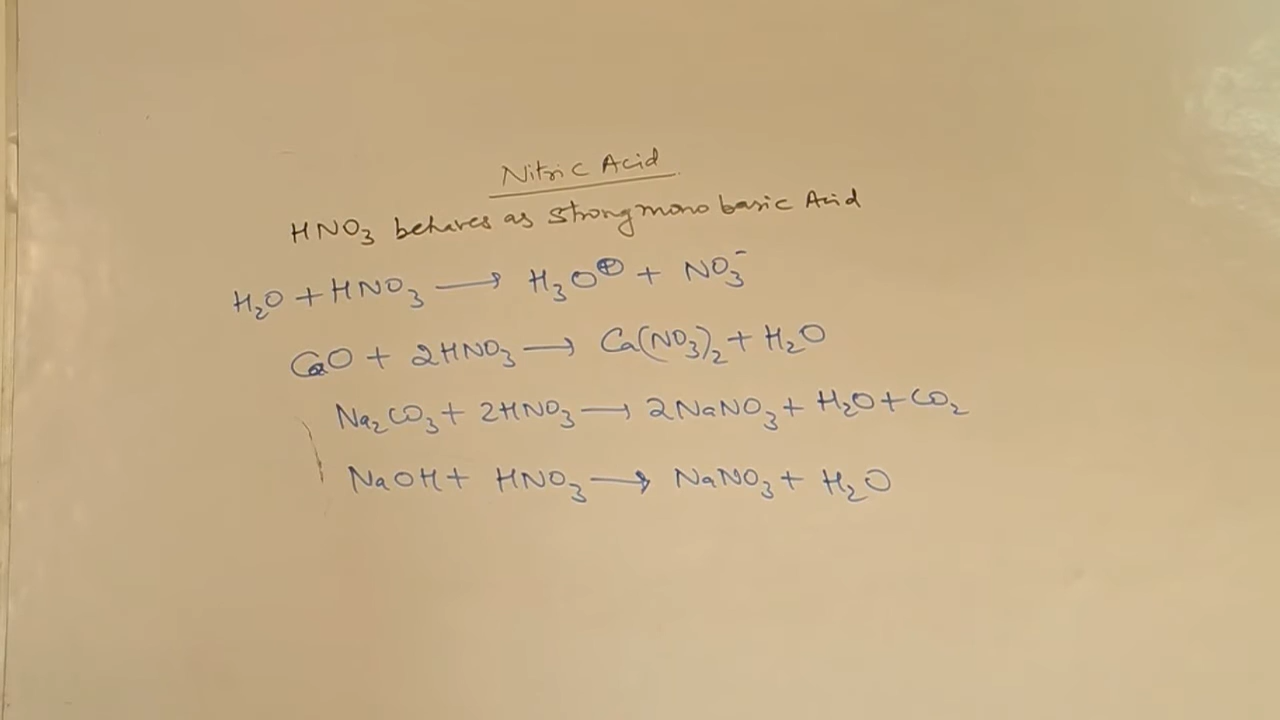 Nitric Acid
HNO₃ behaves as strong mono basic Acid
H₂O + HNO₃ ⟶ H₃O⊕ + NO₃⁻
CaO + 2HNO₃ ⟶ Ca(NO₃)₂ + H₂O
Na₂CO₃ + 2HNO₃ ⟶ 2NaNO₃ + H₂O + CO₂
NaOH + HNO₃ ⟶ NaNO₃ + H₂O